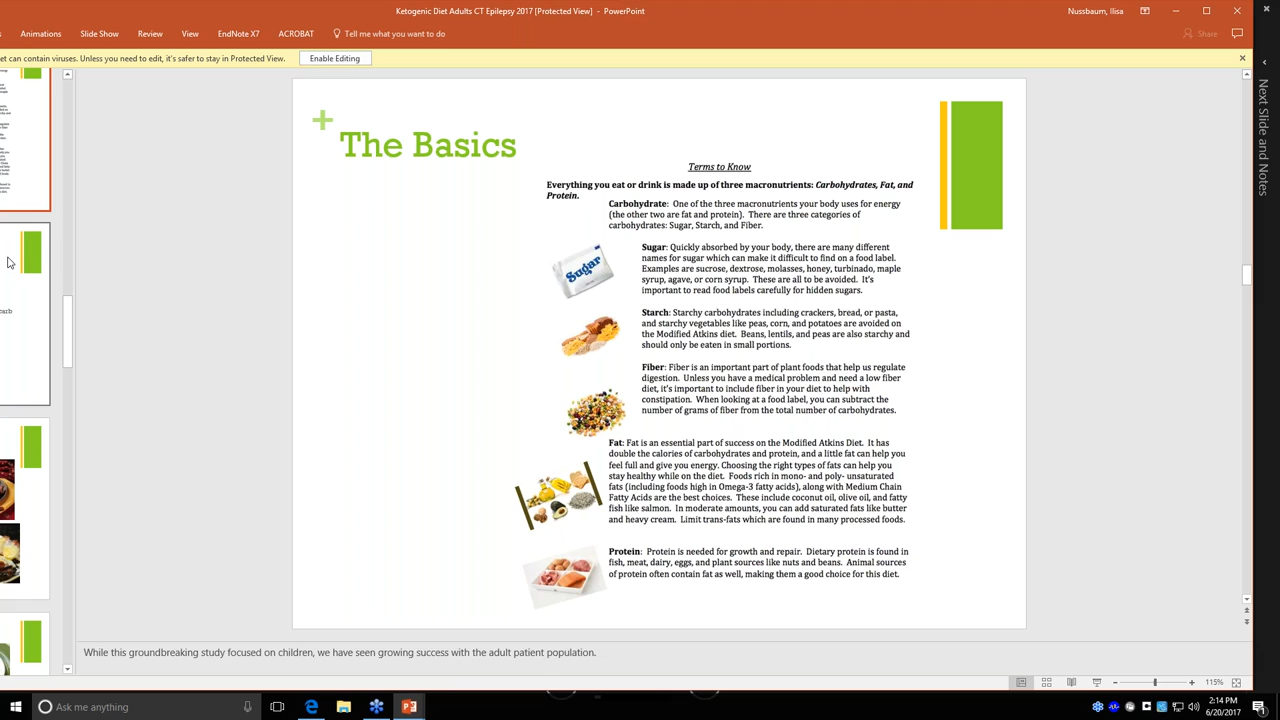 Ketogenic Diet Adults CT Epilepsy 2017 [Protected View] - PowerPoint
Nussbaum, Ilisa
Animations Slide Show Review View EndNote X7 ACROBAT Tell me what you want to do
Share
et can contain viruses. Unless you need to edit, it's safer to stay in Protected View. Enable Editing
Next Slide and Notes
+
The Basics
Terms to Know
Everything you eat or drink is made up of three macronutrients: Carbohydrates, Fat, and
Protein.
Carbohydrate: One of the three macronutrients your body uses for energy
(the other two are fat and protein). There are three categories of
carbohydrates: Sugar, Starch, and Fiber.
Sugar
Sugar: Quickly absorbed by your body, there are many different
names for sugar which can make it difficult to find on a food label.
Examples are sucrose, dextrose, molasses, honey, turbinado, maple
syrup, agave, or corn syrup. These are all to be avoided. It's
important to read food labels carefully for hidden sugars.
Starch: Starchy carbohydrates including crackers, bread, or pasta,
and starchy vegetables like peas, corn, and potatoes are avoided on
the Modified Atkins diet. Beans, lentils, and peas are also starchy and
should only be eaten in small portions.
Fiber: Fiber is an important part of plant foods that help us regulate
digestion. Unless you have a medical problem and need a low fiber
diet, it's important to include fiber in your diet to help with
constipation. When looking at a food label, you can subtract the
number of grams of fiber from the total number of carbohydrates.
Fat: Fat is an essential part of success on the Modified Atkins Diet. It has
double the calories of carbohydrates and protein, and a little fat can help you
feel full and give you energy. Choosing the right types of fats can help you
stay healthy while on the diet. Foods rich in mono- and poly- unsaturated
fats (including foods high in Omega-3 fatty acids), along with Medium Chain
Fatty Acids are the best choices. These include coconut oil, olive oil, and fatty
fish like salmon. In moderate amounts, you can add saturated fats like butter
and heavy cream. Limit trans-fats which are found in many processed foods.
Protein: Protein is needed for growth and repair. Dietary protein is found in
fish, meat, dairy, eggs, and plant sources like nuts and beans. Animal sources
of protein often contain fat as well, making them a good choice for this diet.
carb
While this groundbreaking study focused on children, we have seen growing success with the adult patient population.
115%
Ask me anything
2:14 PM
6/20/2017